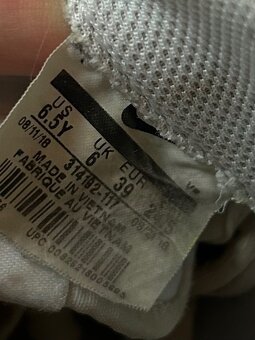 US UK EUR
6.5Y 6 39
08/11/18
314192-117
MADE IN VIETNAM
FABRIQUE AU VIETNAM